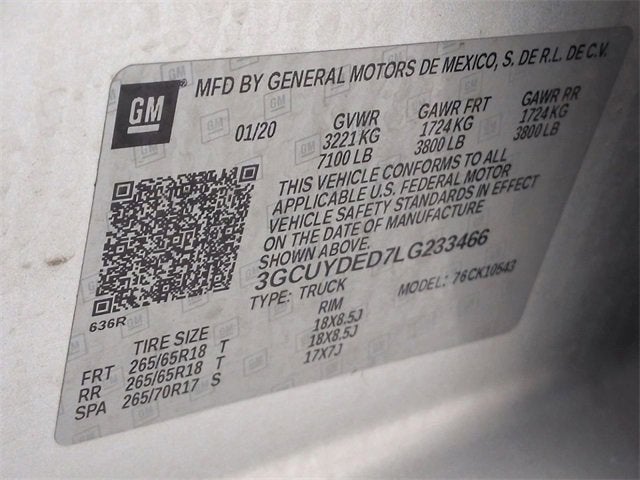 GM
MFD BY GENERAL MOTORS DE MEXICO, S. DE R.L. DE C.V.
01/20 GVWR GAWR FRT GAWR RR
3221 KG 1724 KG 1724 KG
7100 LB 3800 LB 3800 LB
THIS VEHICLE CONFORMS TO ALL
APPLICABLE U.S. FEDERAL MOTOR
VEHICLE SAFETY STANDARDS IN EFFECT
ON THE DATE OF MANUFACTURE
SHOWN ABOVE.
3GCUYDED7LG233466
TYPE: TRUCK MODEL: 76CK10543
636R
TIRE SIZE RIM
FRT 265/65R18 T 18X8.5J
RR 265/65R18 T 18X8.5J
SPA 265/70R17 S 17X7J